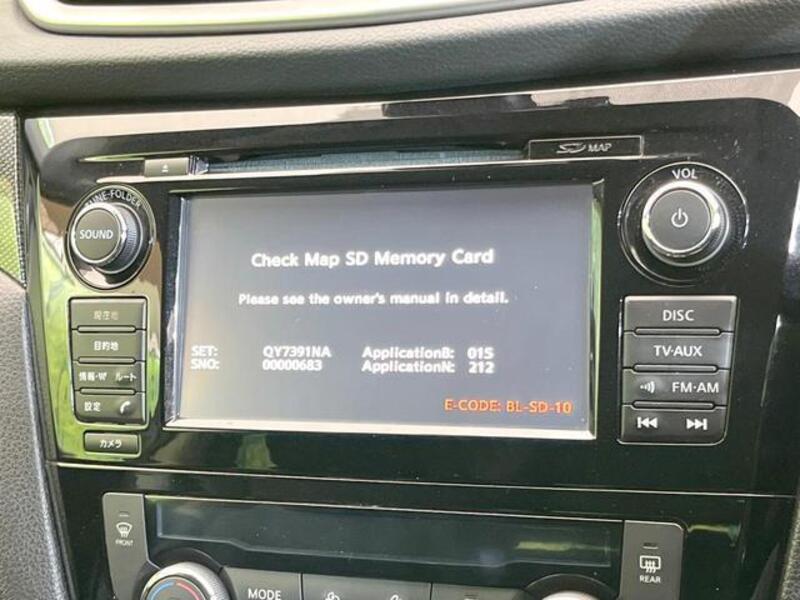 SD MAP
TUNE·FOLDER
SOUND
VOL
Check Map SD Memory Card
Please see the owner's manual in detail.
SET: QY7391NA ApplicationB: 015
SNO: 00000683 ApplicationN: 212
E-CODE: BL-SD-10
現在地
目的地
情報·VI ルート
設定
カメラ
DISC
TV·AUX
FM·AM
FRONT
MODE
REAR